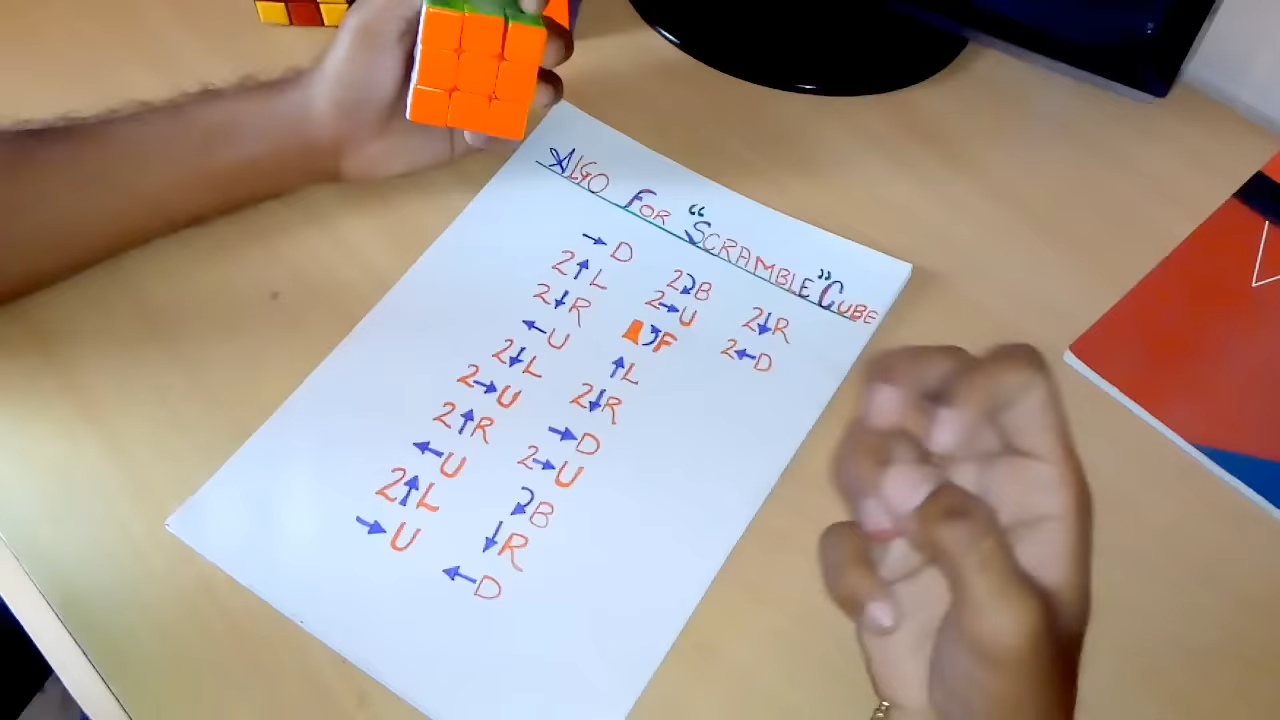 ALGO FOR “SCRAMBLE” CUBE
→ D
2 ↑ L
2 ↓ R
← U
2 ↓ L
2 → U
2 ↑ R
← U
2 ↑ L
→ U
2 ⤵ B
2 → U
⤴ F
↑ L
2 ↓ R
→ D
2 → U
⤵ B
↓ R
← D
2 ↓ R
2 ← D